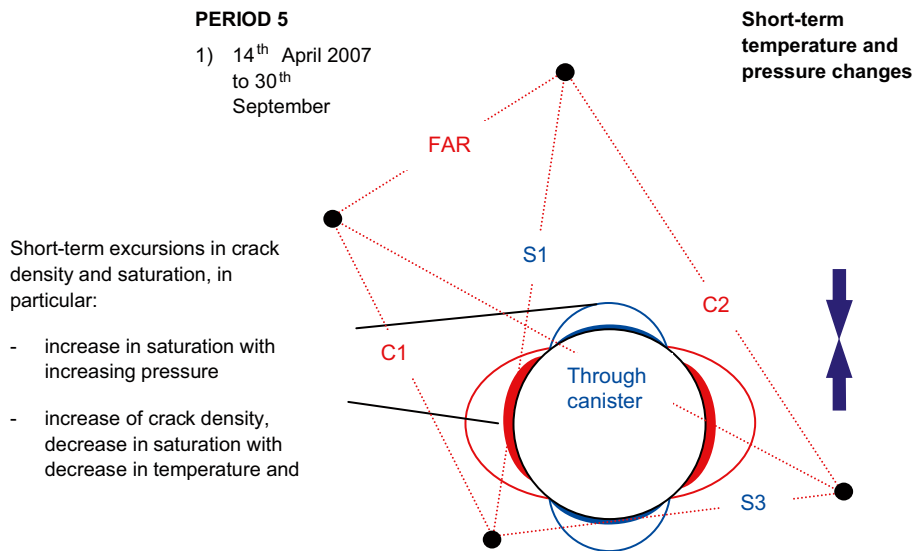 PERIOD 5
1) 14th April 2007
to 30th
September
Short-term
temperature and
pressure changes
FAR
S1
C2
C1
Through
canister
S3
Short-term excursions in crack
density and saturation, in
particular:
- increase in saturation with
increasing pressure
- increase of crack density,
decrease in saturation with
decrease in temperature and